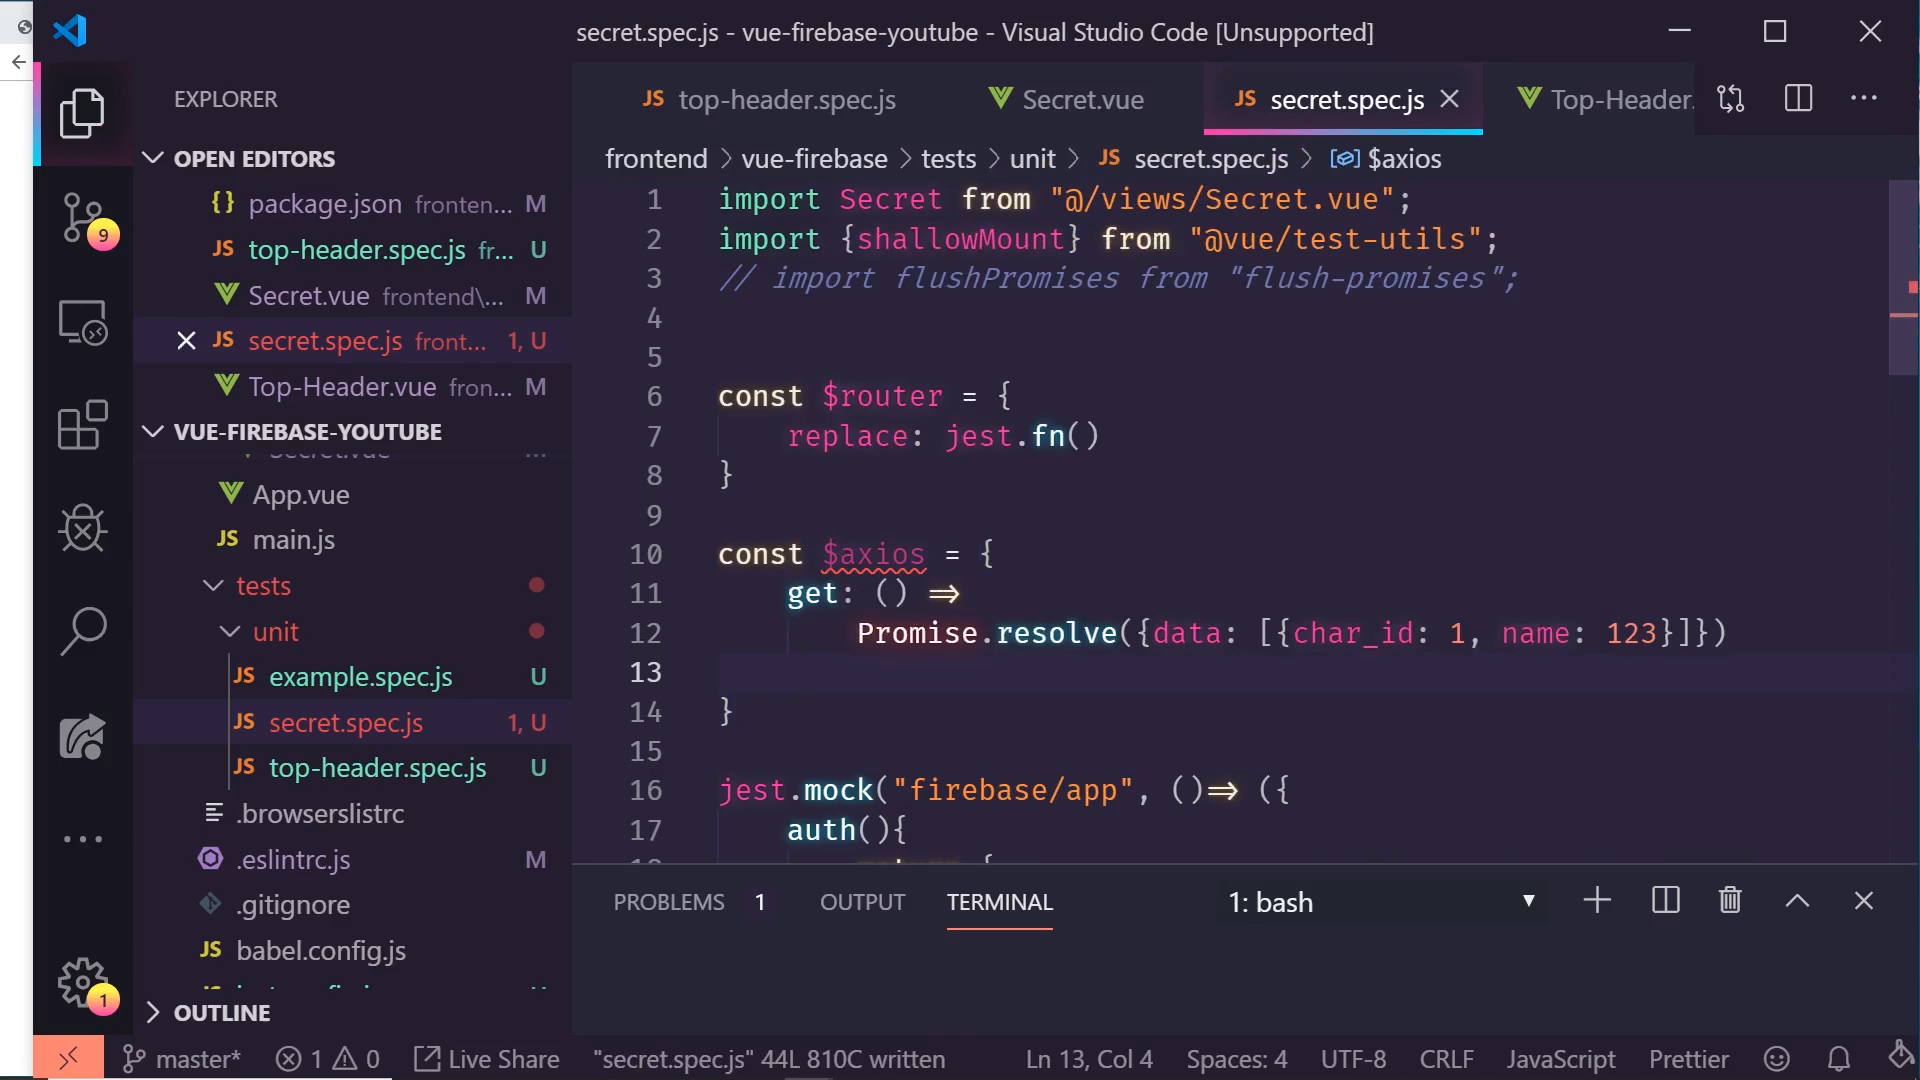 secret.spec.js - vue-firebase-youtube - Visual Studio Code [Unsupported]
EXPLORER
JS top-header.spec.js
Secret.vue
JS secret.spec.js
Top-Header.
OPEN EDITORS
frontend > vue-firebase > tests > unit > JS secret.spec.js > $axios
{} package.json fronten... M
JS top-header.spec.js fr... U
Secret.vue frontend\... M
JS secret.spec.js front... 1, U
Top-Header.vue fron... M
VUE-FIREBASE-YOUTUBE
Secret.vue
App.vue
JS main.js
tests
unit
JS example.spec.js U
JS secret.spec.js 1, U
JS top-header.spec.js U
.browserslistrc
.eslintrc.js M
.gitignore
JS babel.config.js
OUTLINE
9
1
1 import Secret from "@/views/Secret.vue";
2 import {shallowMount} from "@vue/test-utils";
3 // import flushPromises from "flush-promises";
4
5
6 const $router = {
7 replace: jest.fn()
8 }
9
10 const $axios = {
11 get: () =>
12 Promise.resolve({data: [{char_id: 1, name: 123}]})
13
14 }
15
16 jest.mock("firebase/app", ()=> ({
17 auth(){
PROBLEMS 1 OUTPUT TERMINAL 1: bash
master* 1 0 Live Share "secret.spec.js" 44L 810C written Ln 13, Col 4 Spaces: 4 UTF-8 CRLF JavaScript Prettier